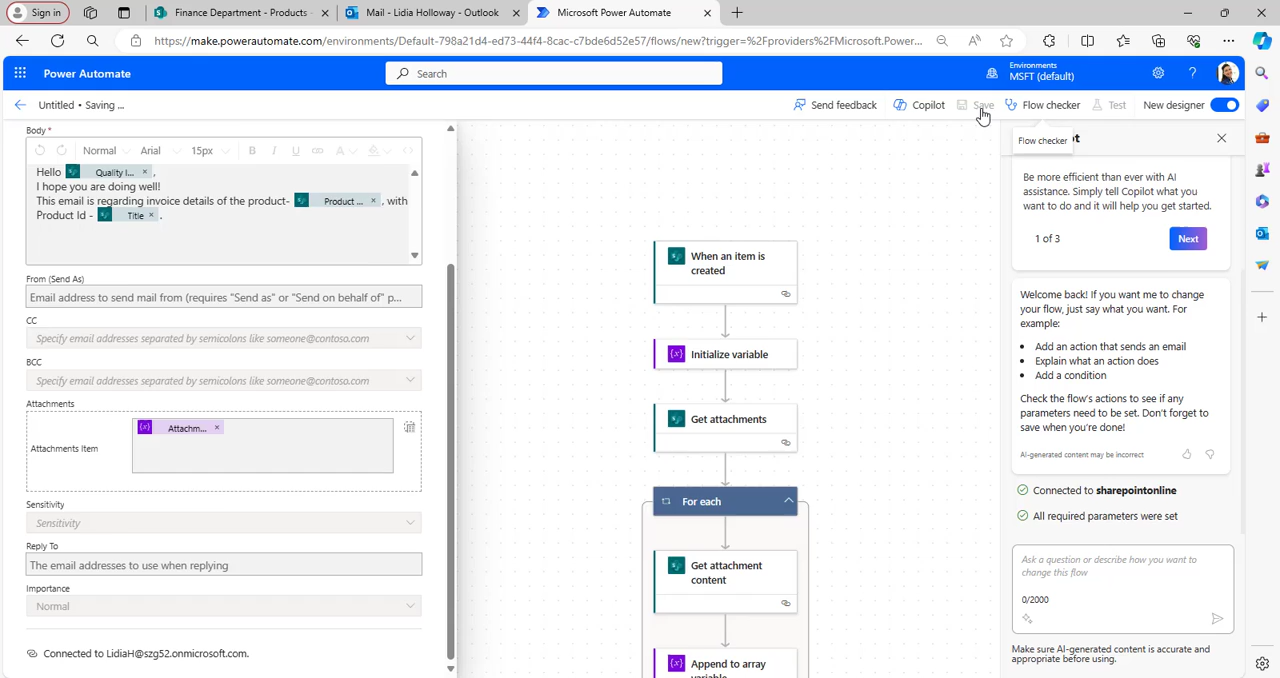 Sign in
Finance Department - Products -
Mail - Lidia Holloway - Outlook
Microsoft Power Automate
https://make.powerautomate.com/environments/Default-798a21d4-ed73-44f4-8cac-c7bde6d52e57/flows/new?trigger=%2Fproviders%2FMicrosoft.Power...
Power Automate
Search
Environments
MSFT (default)
Untitled • Saving ...
Send feedback
Copilot
Save
Flow checker
Test
New designer
Flow checker
Body *
Normal
Arial
15px
Hello Quality I... × ,
I hope you are doing well!
This email is regarding invoice details of the product- Product ... × , with
Product Id - Title × .
From (Send As)
Email address to send mail from (requires "Send as" or "Send on behalf of" p...
CC
Specify email addresses separated by semicolons like someone@contoso.com
BCC
Specify email addresses separated by semicolons like someone@contoso.com
Attachments
Attachments Item
Attachm... ×
Sensitivity
Sensitivity
Reply To
The email addresses to use when replying
Importance
Normal
Connected to LidiaH@szg52.onmicrosoft.com.
When an item is
created
Initialize variable
Get attachments
For each
Get attachment
content
Append to array
variable
Be more efficient than ever with AI
assistance. Simply tell Copilot what you
want to do and it will help you get started.
1 of 3
Next
Welcome back! If you want me to change
your flow, just say what you want. For
example:
• Add an action that sends an email
• Explain what an action does
• Add a condition
Check the flow's actions to see if any
parameters need to be set. Don't forget to
save when you're done!
AI-generated content may be incorrect
Connected to sharepointonline
All required parameters were set
Ask a question or describe how you want to
change this flow
0/2000
Make sure AI-generated content is accurate and
appropriate before using.